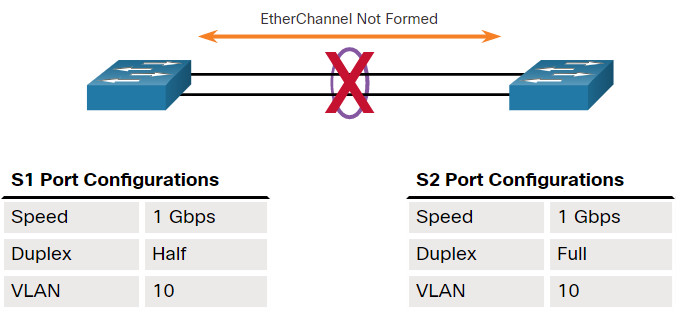 EtherChannel Not Formed
S1 Port Configurations
Speed 1 Gbps
Duplex Half
VLAN 10
S2 Port Configurations
Speed 1 Gbps
Duplex Full
VLAN 10